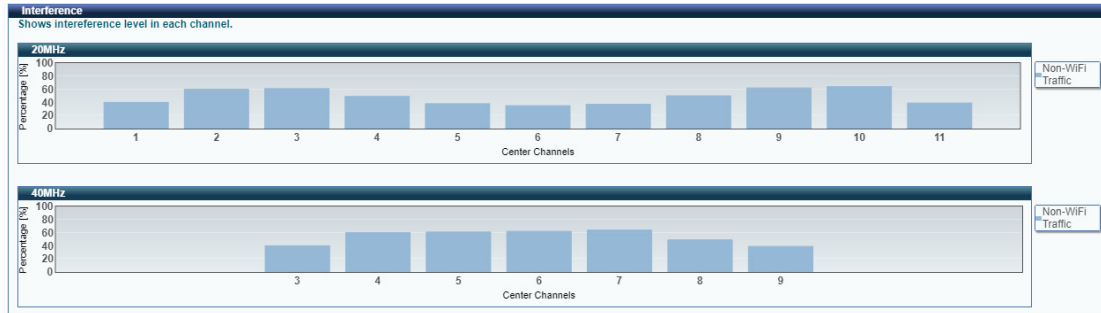 Interference
Shows intereference level in each channel.
20MHz
Percentage [%]
100
80
60
40
20
0
1 2 3 4 5 6 7 8 9 10 11
Center Channels
Non-WiFi
Traffic
40MHz
Percentage [%]
100
80
60
40
20
0
3 4 5 6 7 8 9
Center Channels
Non-WiFi
Traffic